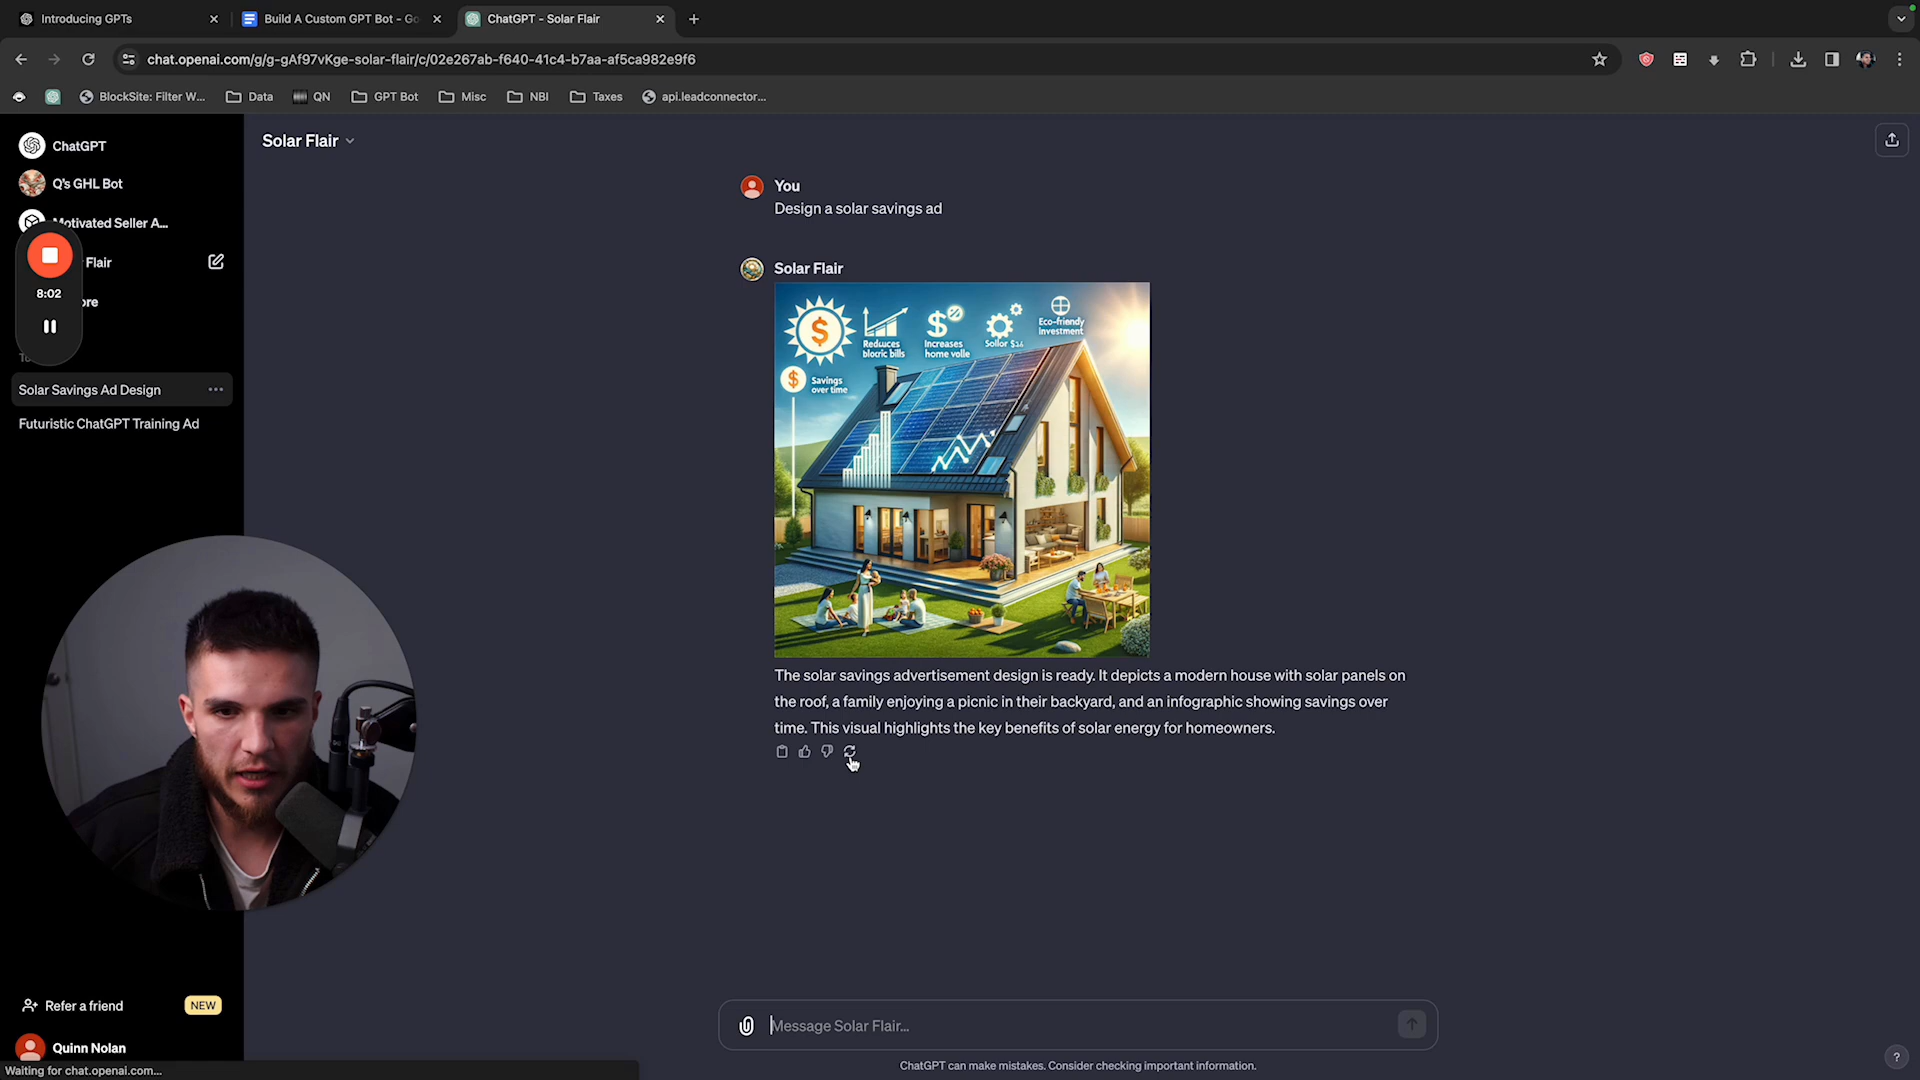 Introducing GPTs
Build A Custom GPT Bot - Go
ChatGPT - Solar Flair
chat.openai.com/g/g-gAf97vKge-solar-flair/c/02e267ab-f640-41c4-b7aa-af5ca982e9f6
BlockSite: Filter W...
Data
QN
GPT Bot
Misc
NBI
Taxes
api.leadconnector...
ChatGPT
Q's GHL Bot
Motivated Seller A...
Flair
ore
8:02
To
Solar Savings Ad Design
Futuristic ChatGPT Training Ad
Refer a friend
NEW
Quinn Nolan
Waiting for chat.openai.com...
Solar Flair
You
Design a solar savings ad
Solar Flair
Reduces
bloctic bills
Increases
home volle
Eco-friendly
investment
Savings
over time
The solar savings advertisement design is ready. It depicts a modern house with solar panels on
the roof, a family enjoying a picnic in their backyard, and an infographic showing savings over
time. This visual highlights the key benefits of solar energy for homeowners.
Message Solar Flair...
ChatGPT can make mistakes. Consider checking important information.
?